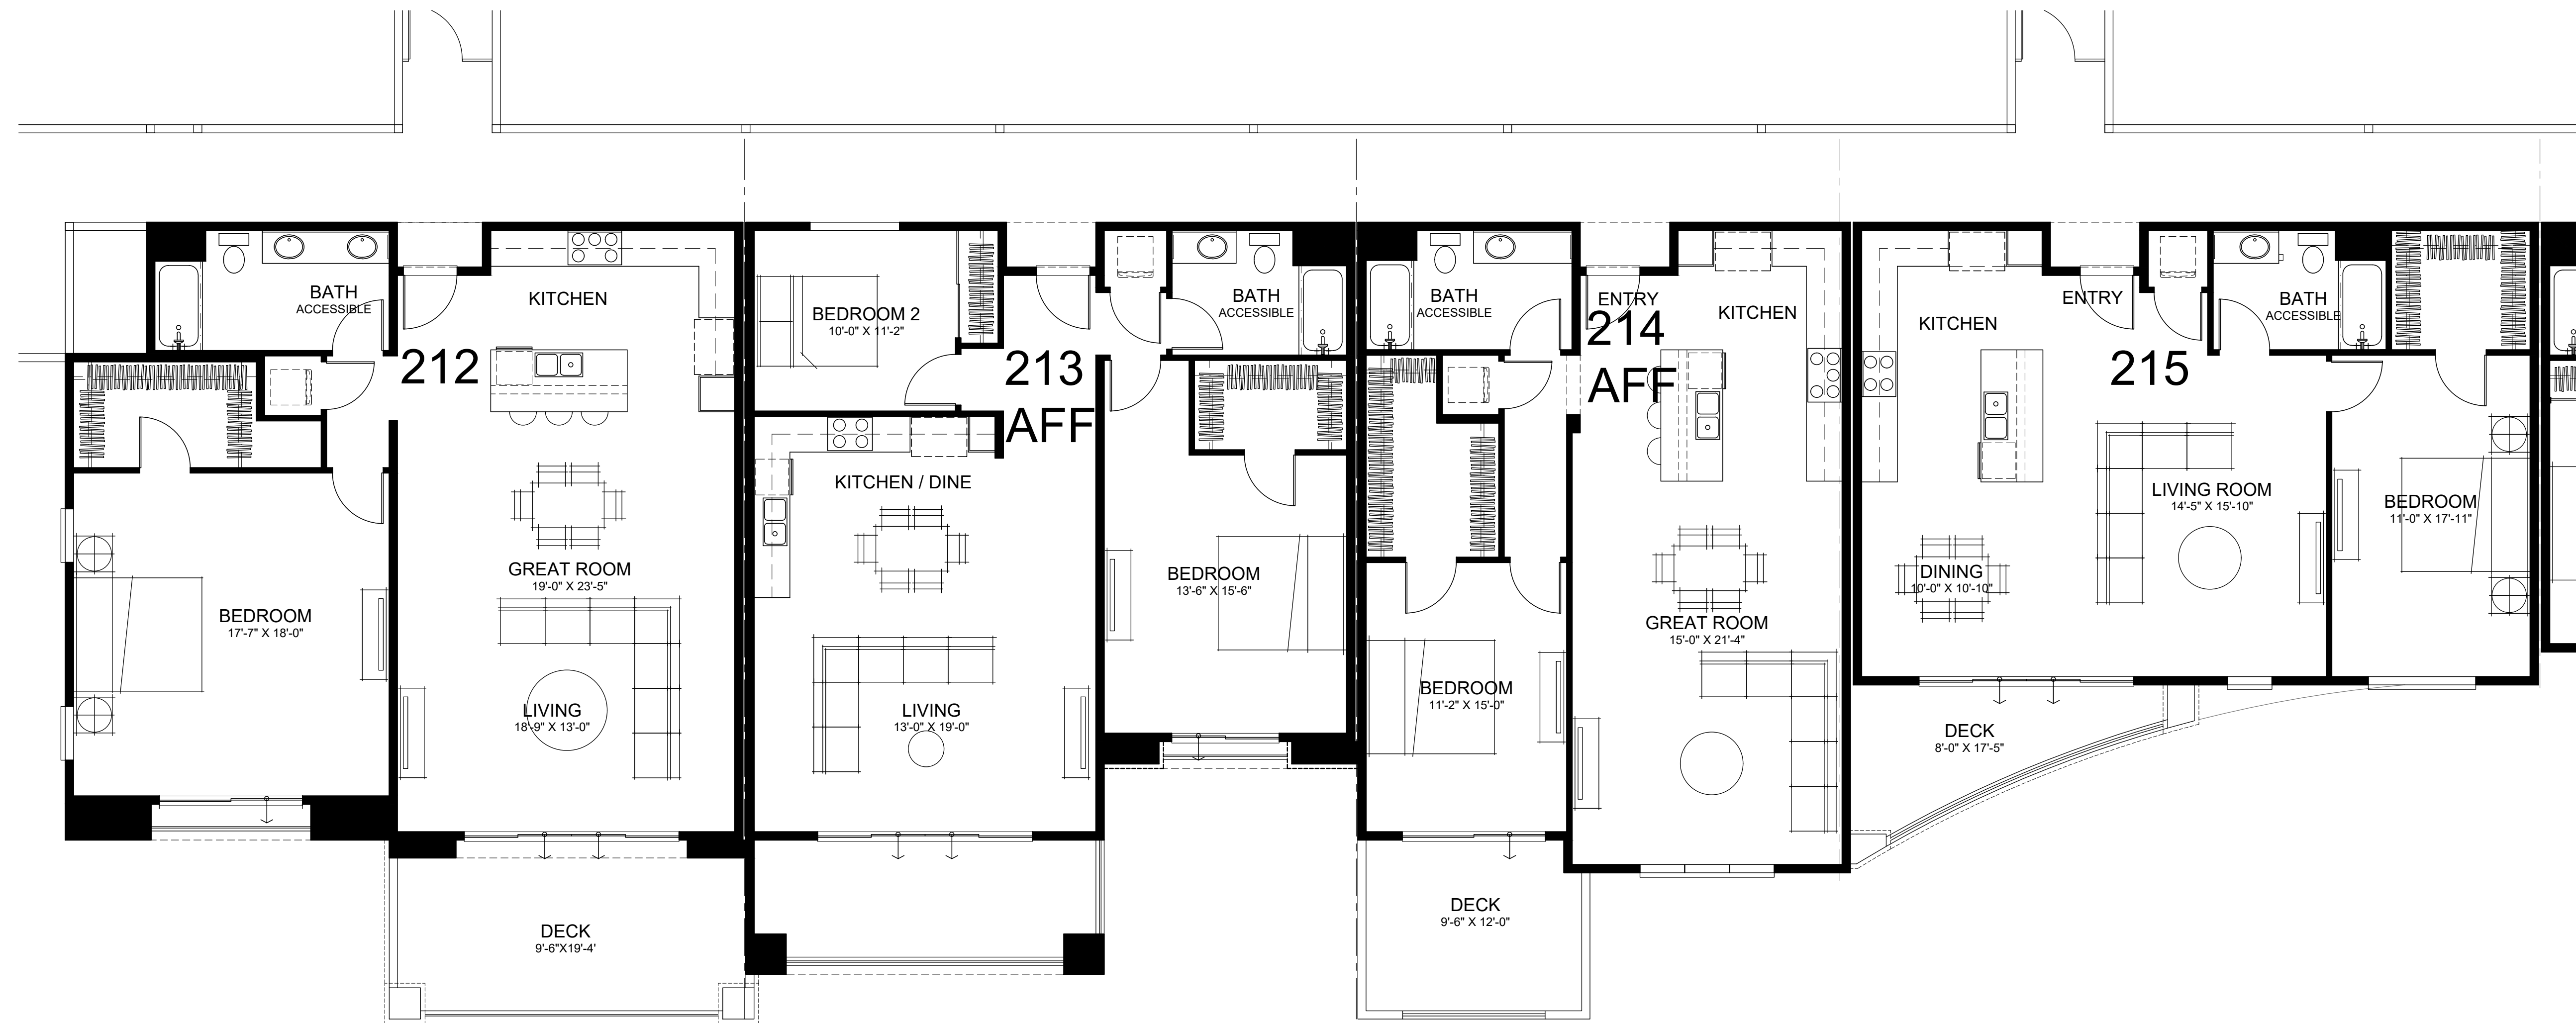 BATH
ACCESSIBLE
KITCHEN
212
BEDROOM
17'-7" X 18'-0"
GREAT ROOM
19'-0" X 23'-5"
LIVING
18'-9" X 13'-0"
DECK
9'-6"X19'-4'
BEDROOM 2
10'-0" X 11'-2"
213
AFF
BATH
ACCESSIBLE
KITCHEN / DINE
BEDROOM
13'-6" X 15'-6"
LIVING
13'-0" X 19'-0"
BATH
ACCESSIBLE
ENTRY
214
AFF
KITCHEN
GREAT ROOM
15'-0" X 21'-4"
BEDROOM
11'-2" X 15'-0"
DECK
9'-6" X 12'-0"
KITCHEN
ENTRY
215
BATH
ACCESSIBLE
LIVING ROOM
14'-5" X 15'-10"
BEDROOM
11'-0" X 17'-11"
DINING
10'-0" X 10'-10"
DECK
8'-0" X 17'-5"